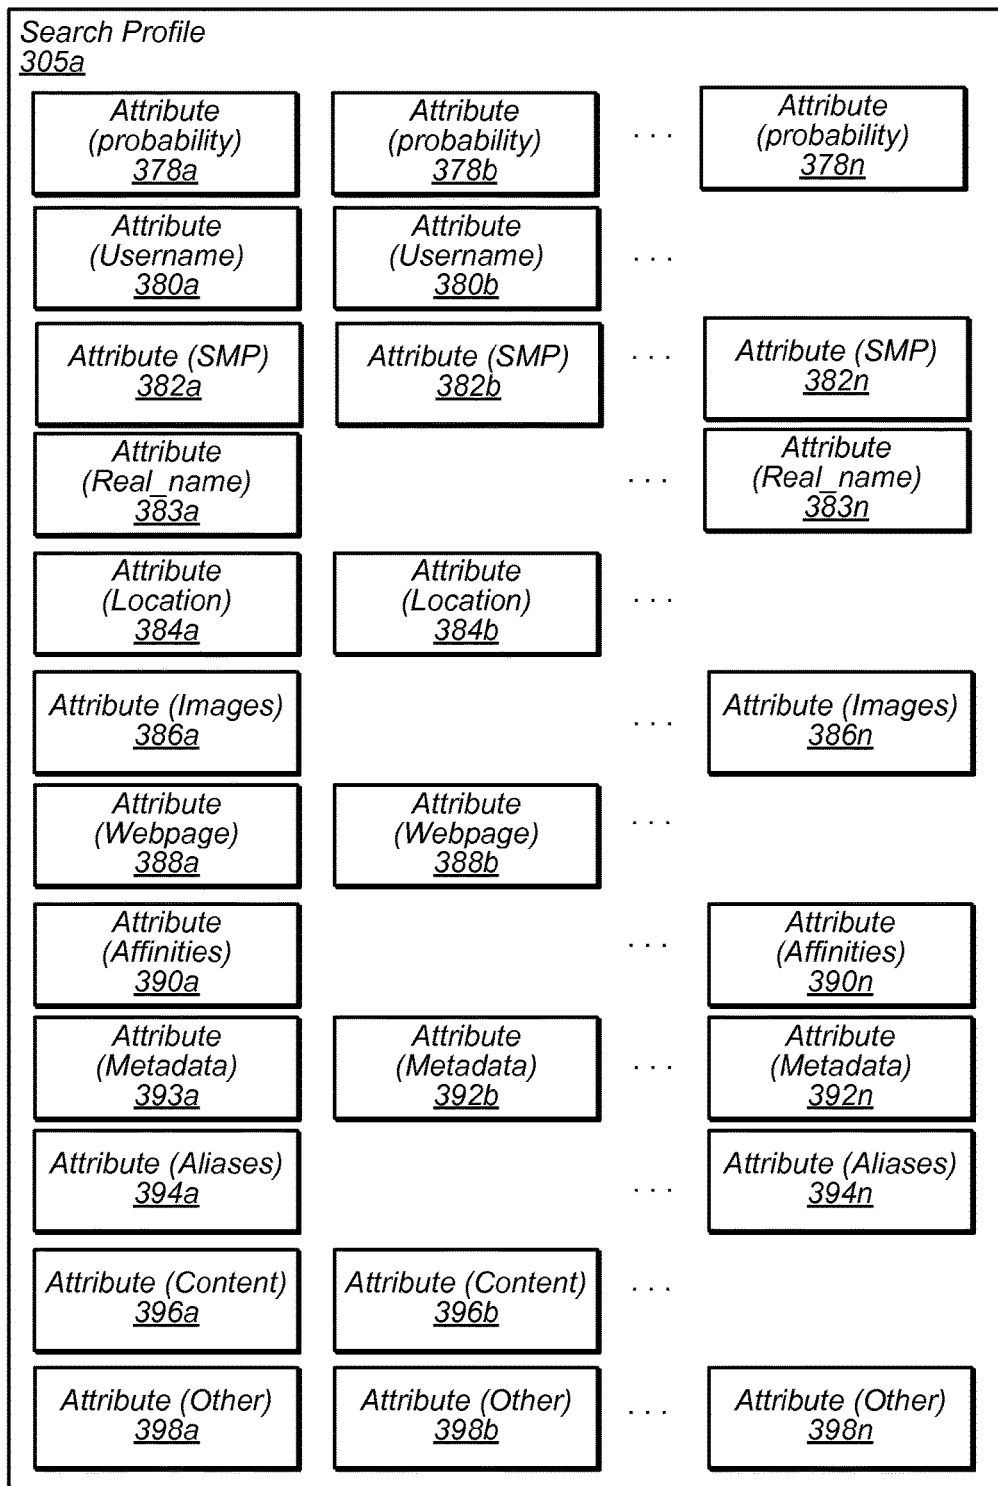 Search Profile
305a
Attribute
(probability)
378a
Attribute
(probability)
378b
. . .
Attribute
(probability)
378n
Attribute
(Username)
380a
Attribute
(Username)
380b
. . .
Attribute (SMP)
382a
Attribute (SMP)
382b
. . .
Attribute (SMP)
382n
Attribute
(Real_name)
383a
. . .
Attribute
(Real_name)
383n
Attribute
(Location)
384a
Attribute
(Location)
384b
. . .
Attribute (Images)
386a
. . .
Attribute (Images)
386n
Attribute
(Webpage)
388a
Attribute
(Webpage)
388b
. . .
Attribute
(Affinities)
390a
. . .
Attribute
(Affinities)
390n
Attribute
(Metadata)
393a
Attribute
(Metadata)
392b
. . .
Attribute
(Metadata)
392n
Attribute (Aliases)
394a
. . .
Attribute (Aliases)
394n
Attribute (Content)
396a
Attribute (Content)
396b
. . .
Attribute (Other)
398a
Attribute (Other)
398b
. . .
Attribute (Other)
398n